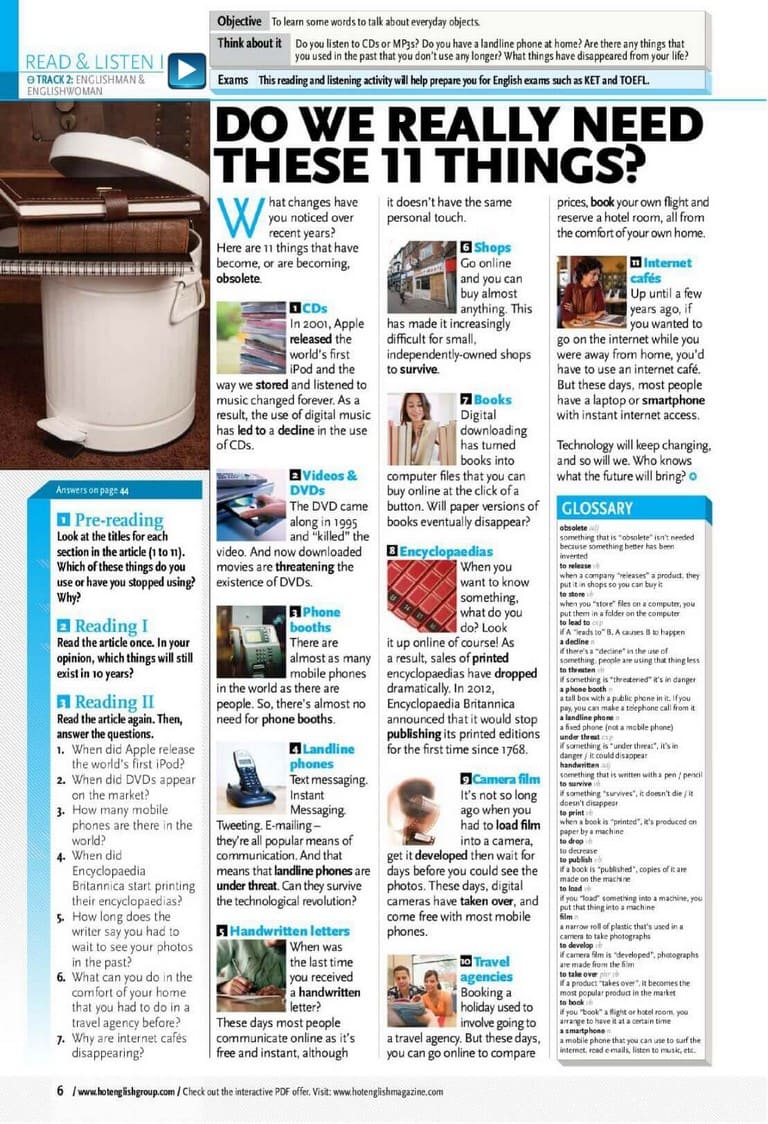 READ & LISTEN I
TRACK 2: ENGLISHMAN &
ENGLISHWOMAN
Objective To learn some words to talk about everyday objects.
Think about it Do you listen to CDs or MP3s? Do you have a landline phone at home? Are there any things that
you used in the past that you don't use any longer? What things have disappeared from your life?
Exams This reading and listening activity will help prepare you for English exams such as KET and TOEFL.
DO WE REALLY NEED
THESE 11 THINGS?
What changes have
you noticed over
recent years?
Here are 11 things that have
become, or are becoming,
obsolete.
1 CDs
In 2001, Apple
released the
world's first
iPod and the
way we stored and listened to
music changed forever. As a
result, the use of digital music
has led to a decline in the use
of CDs.
2 Videos &
DVDs
The DVD came
along in 1995
and "killed" the
video. And now downloaded
movies are threatening the
existence of DVDs.
3 Phone
booths
There are
almost as many
mobile phones
in the world as there are
people. So, there's almost no
need for phone booths.
4 Landline
phones
Text messaging.
Instant
Messaging.
Tweeting. E-mailing –
they're all popular means of
communication. And that
means that landline phones are
under threat. Can they survive
the technological revolution?
5 Handwritten letters
When was
the last time
you received
a handwritten
letter?
These days most people
communicate online as it's
free and instant, although
it doesn't have the same
personal touch.
6 Shops
Go online
and you can
buy almost
anything. This
has made it increasingly
difficult for small,
independently-owned shops
to survive.
7 Books
Digital
downloading
has turned
books into
computer files that you can
buy online at the click of a
button. Will paper versions of
books eventually disappear?
8 Encyclopaedias
When you
want to know
something,
what do you
do? Look
it up online of course! As
a result, sales of printed
encyclopaedias have dropped
dramatically. In 2012,
Encyclopaedia Britannica
announced that it would stop
publishing its printed editions
for the first time since 1768.
9 Camera film
It's not so long
ago when you
had to load film
into a camera,
get it developed then wait for
days before you could see the
photos. These days, digital
cameras have taken over, and
come free with most mobile
phones.
10 Travel
agencies
Booking a
holiday used to
involve going to
a travel agency. But these days,
you can go online to compare
prices, book your own flight and
reserve a hotel room, all from
the comfort of your own home.
11 Internet
cafés
Up until a few
years ago, if
you wanted to
go on the internet while you
were away from home, you'd
have to use an internet café.
But these days, most people
have a laptop or smartphone
with instant internet access.
Technology will keep changing,
and so will we. Who knows
what the future will bring?
Answers on page 44
1 Pre-reading
Look at the titles for each
section in the article (1 to 11).
Which of these things do you
use or have you stopped using?
Why?
2 Reading I
Read the article once. In your
opinion, which things will still
exist in 10 years?
3 Reading II
Read the article again. Then,
answer the questions.
1. When did Apple release
the world's first iPod?
2. When did DVDs appear
on the market?
3. How many mobile
phones are there in the
world?
4. When did
Encyclopaedia
Britannica start printing
their encyclopaedias?
5. How long does the
writer say you had to
wait to see your photos
in the past?
6. What can you do in the
comfort of your home
that you had to do in a
travel agency before?
7. Why are internet cafés
disappearing?
GLOSSARY
obsolete adj
something that is "obsolete" isn't needed
because something better has been
invented
to release vb
when a company "releases" a product, they
put it in shops so you can buy it
to store vb
when you "store" files on a computer, you
put them in a folder on the computer
to lead to exp
if A "leads to" B, A causes B to happen
a decline n
if there's a "decline" in the use of
something, people are using that thing less
to threaten vb
if something is "threatened" it's in danger
a phone booth n
a tall box with a public phone in it. If you
pay, you can make a telephone call from it
a landline phone n
a fixed phone (not a mobile phone)
under threat exp
if something is "under threat", it's in
danger / it could disappear
handwritten adj
something that is written with a pen / pencil
to survive vb
if something "survives", it doesn't die / it
doesn't disappear
to print vb
when a book is "printed", it's produced on
paper by a machine
to drop vb
to decrease
to publish vb
if a book is "published", copies of it are
made on the machine
to load vb
if you "load" something into a machine, you
put that thing into a machine
film n
a narrow roll of plastic that's used in a
camera to take photographs
to develop vb
if camera film is "developed", photographs
are made from the film
to take over phr vb
if a product "takes over", it becomes the
most popular product in the market
to book vb
if you "book" a flight or hotel room, you
arrange to have it at a certain time
a smartphone n
a mobile phone that you can use to surf the
internet, read e-mails, listen to music, etc.
6 / www.hotenglishgroup.com / Check out the interactive PDF offer. Visit: www.hotenglishmagazine.com